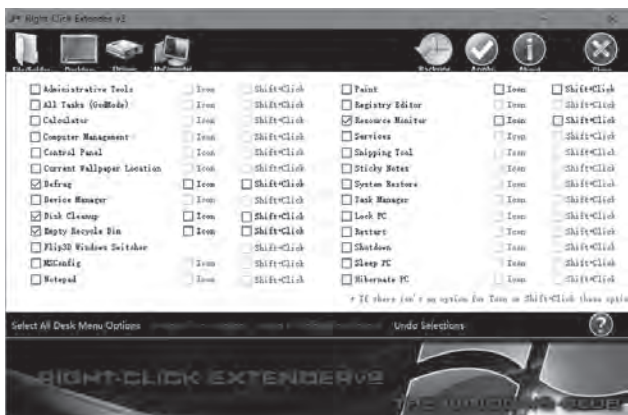 Right Click Extender v2
File/Folder Desktop Drives MyComputer Restore Apply About Close
Administrative Tools Icon Shift+Click Paint Icon Shift+Click
All Tasks (GodMode) Icon Shift+Click Registry Editor Icon Shift+Click
Calculator Icon Shift+Click Resource Monitor Icon Shift+Click
Computer Management Icon Shift+Click Services Icon Shift+Click
Control Panel Icon Shift+Click Snipping Tool Icon Shift+Click
Current Wallpaper Location Icon Shift+Click Sticky Notes Icon Shift+Click
Defrag Icon Shift+Click System Restore Icon Shift+Click
Device Manager Icon Shift+Click Task Manager Icon Shift+Click
Disk Cleanup Icon Shift+Click Lock PC Icon Shift+Click
Empty Recycle Bin Icon Shift+Click Restart Icon Shift+Click
Flip3D Windows Switcher Shift+Click Shutdown Icon Shift+Click
MSConfig Icon Shift+Click Sleep PC Icon Shift+Click
Notepad Icon Shift+Click Hibernate PC Icon Shift+Click
* If there isn't an option for Icon or Shift+Click these optio
Select All Desk Menu Options Undo Selections
RIGHT-CLICK EXTENDER v2
THE WINDOWS CLUB